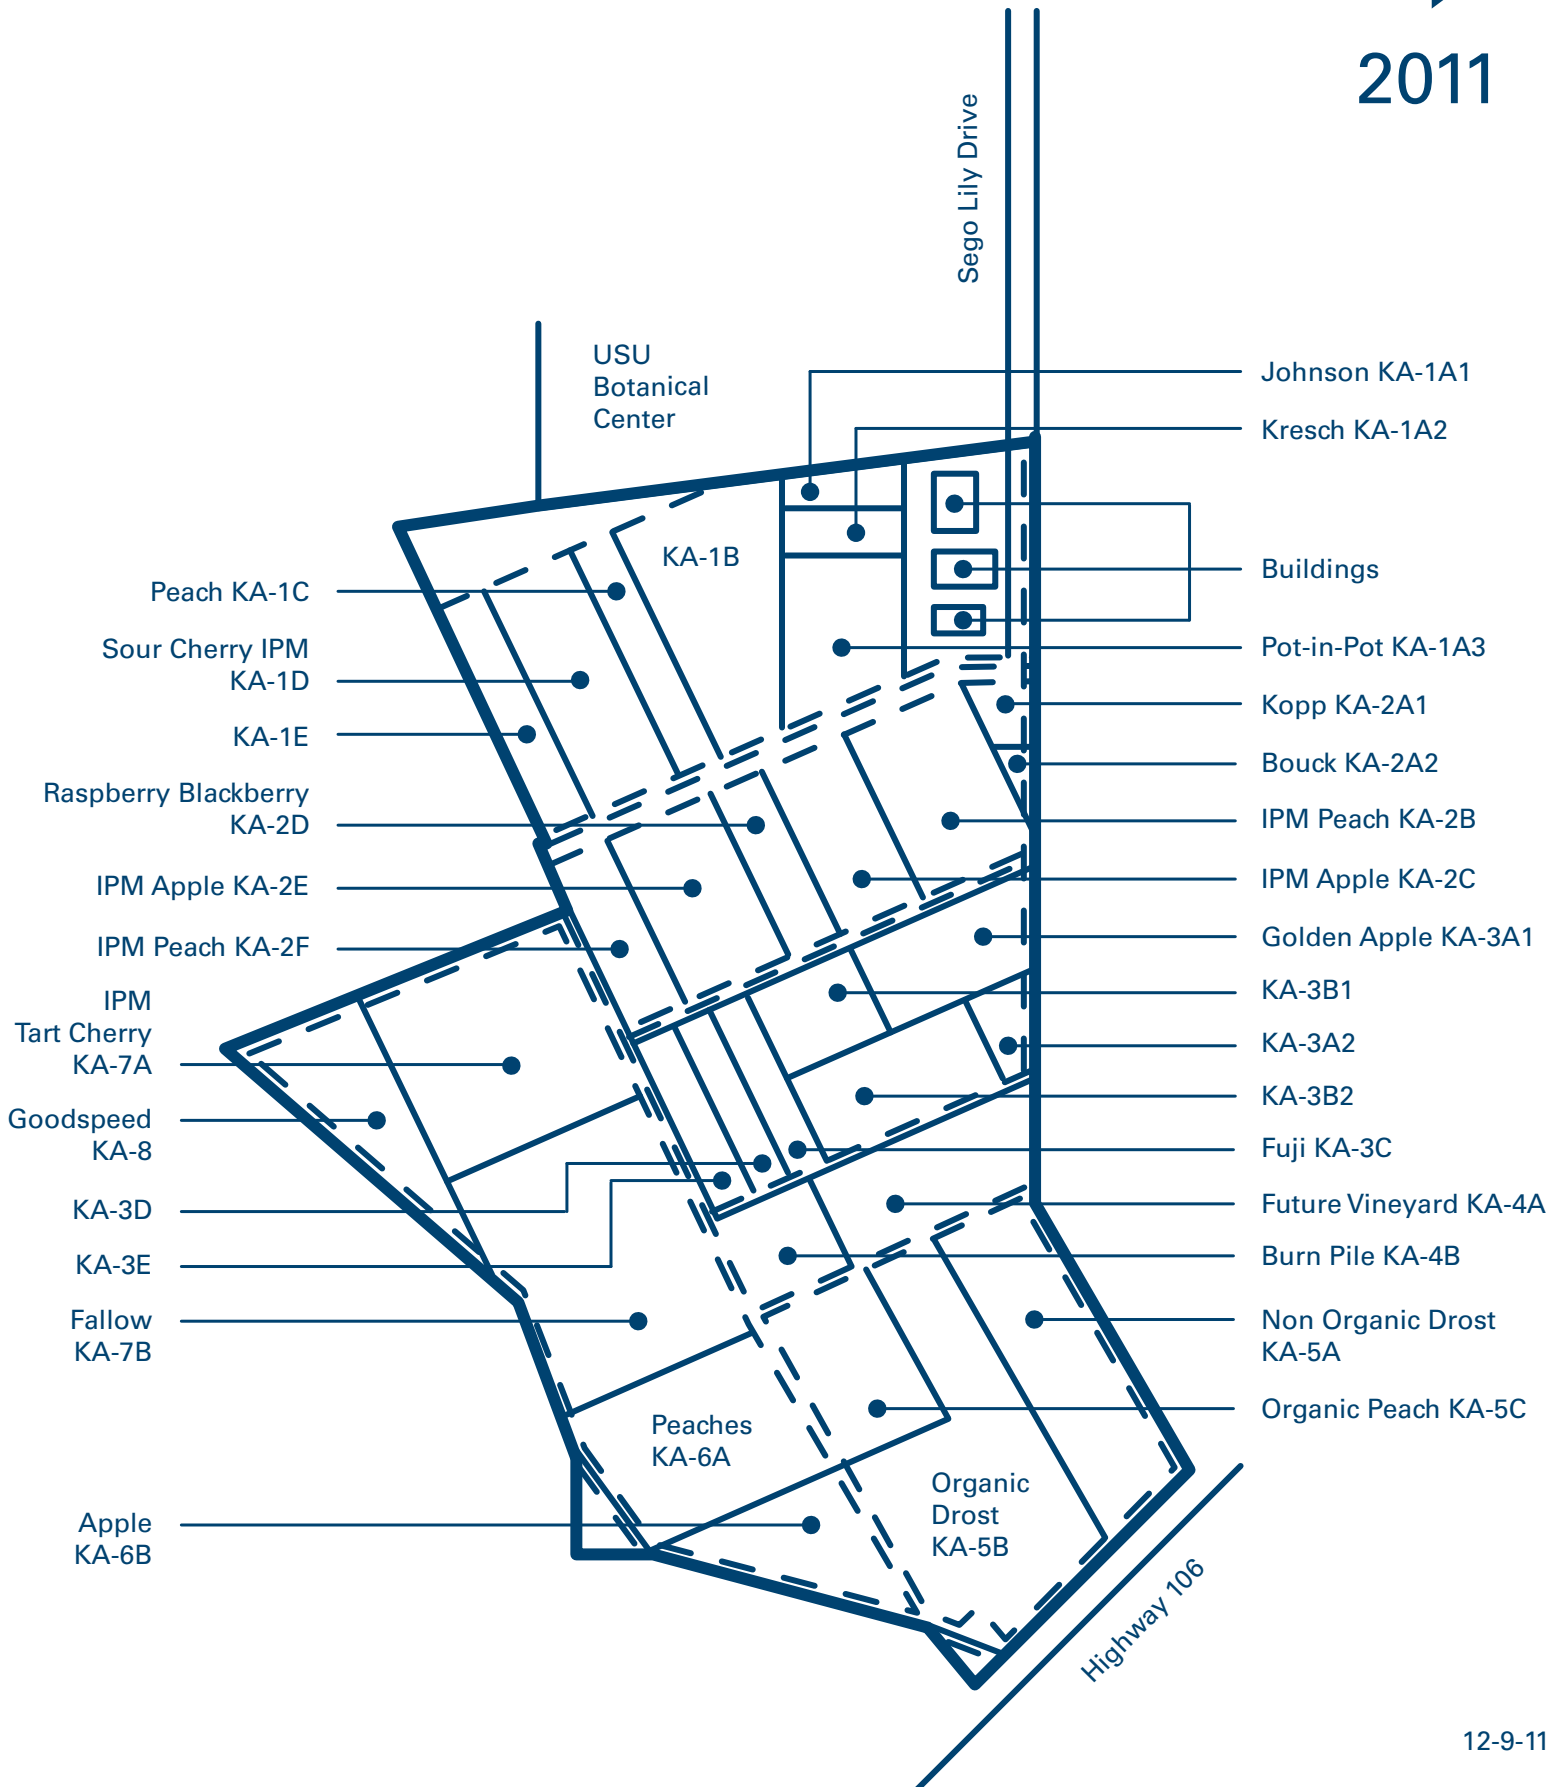 2011
Sego Lily Drive
USU
Botanical
Center
Johnson KA-1A1
Kresch KA-1A2
KA-1B
Buildings
Peach KA-1C
Sour Cherry IPM
KA-1D
Pot-in-Pot KA-1A3
Kopp KA-2A1
KA-1E
Bouck KA-2A2
Raspberry Blackberry
KA-2D
IPM Peach KA-2B
IPM Apple KA-2E
IPM Apple KA-2C
IPM Peach KA-2F
Golden Apple KA-3A1
IPM
Tart Cherry
KA-7A
KA-3B1
KA-3A2
Goodspeed
KA-8
KA-3B2
Fuji KA-3C
KA-3D
Future Vineyard KA-4A
KA-3E
Burn Pile KA-4B
Fallow
KA-7B
Non Organic Drost
KA-5A
Peaches
KA-6A
Organic Peach KA-5C
Organic
Drost
KA-5B
Apple
KA-6B
Highway 106
12-9-11